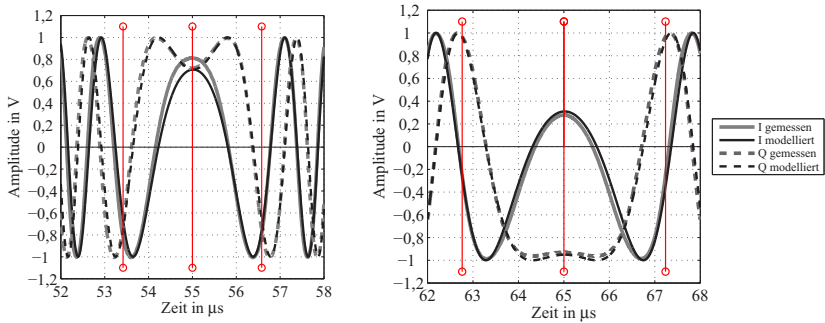 1,2
1
0,8
0,6
0,4
0,2
0
−0,2
−0,4
−0,6
−0,8
−1
−1,2
Amplitude in V
52 53 54 55 56 57 58
Zeit in μs
1,2
1
0,8
0,6
0,4
0,2
0
−0,2
−0,4
−0,6
−0,8
−1
−1,2
Amplitude in V
62 63 64 65 66 67 68
Zeit in μs
I gemessen
I modelliert
Q gemessen
Q modelliert